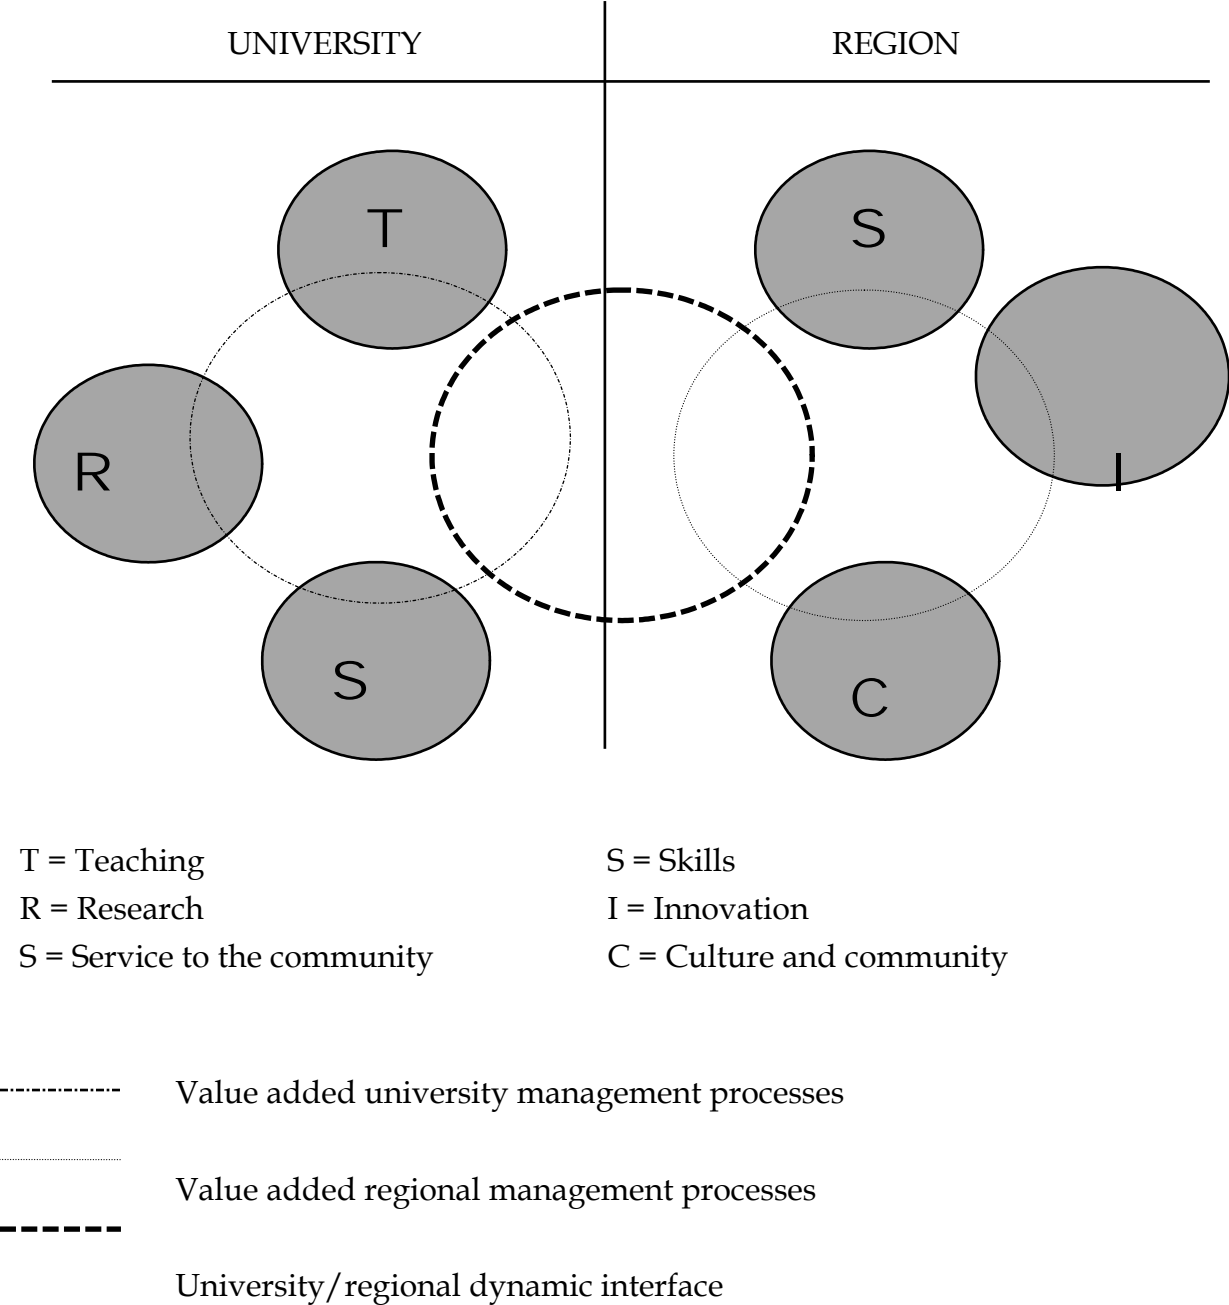 UNIVERSITY
REGION
T
S
R
I
S
C
T = Teaching
S = Skills
R = Research
I = Innovation
S = Service to the community
C = Culture and community
Value added university management processes
Value added regional management processes
University/regional dynamic interface